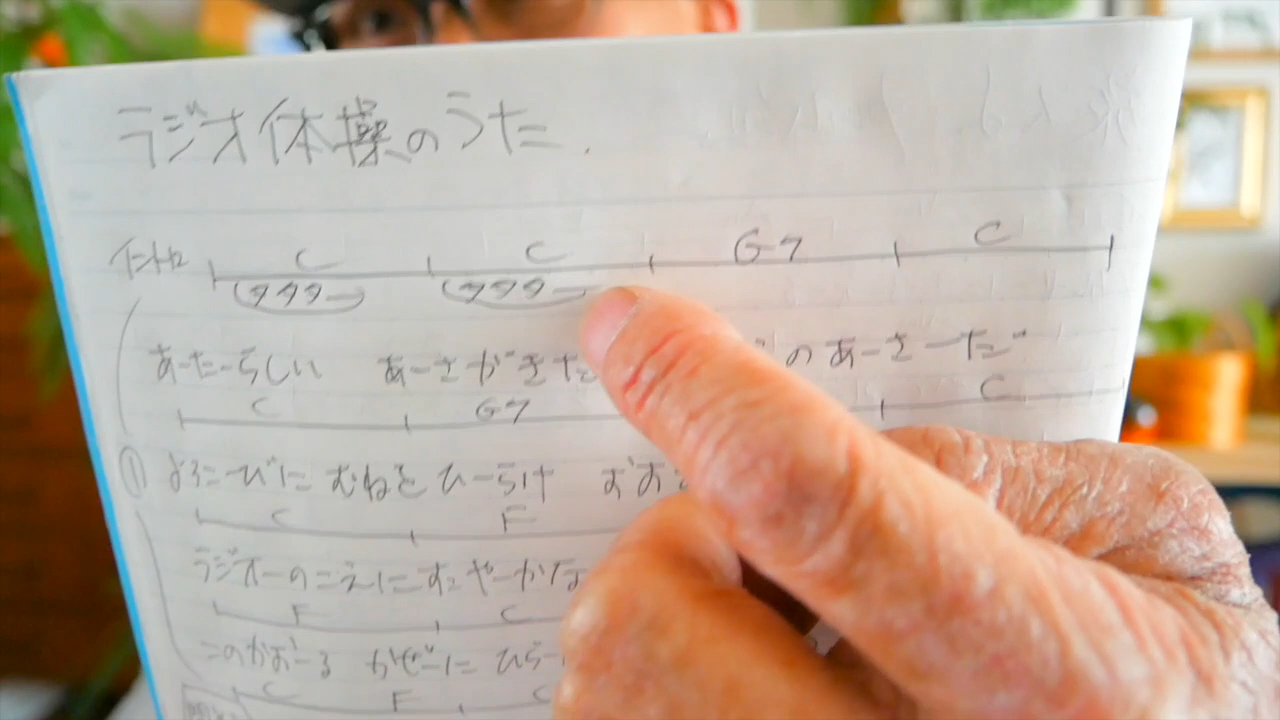 ラジオ体操のうた.
イントロ C C G7 C
タタター タタター
あーたーらしい あーさがきた のあーさーだ
C G7 C
① よろこーびに むねをひーらけ おおぞ
C F
ラジオーのこえに すこやーかな
F C
このかおーる かぜーに ひらー
C F C